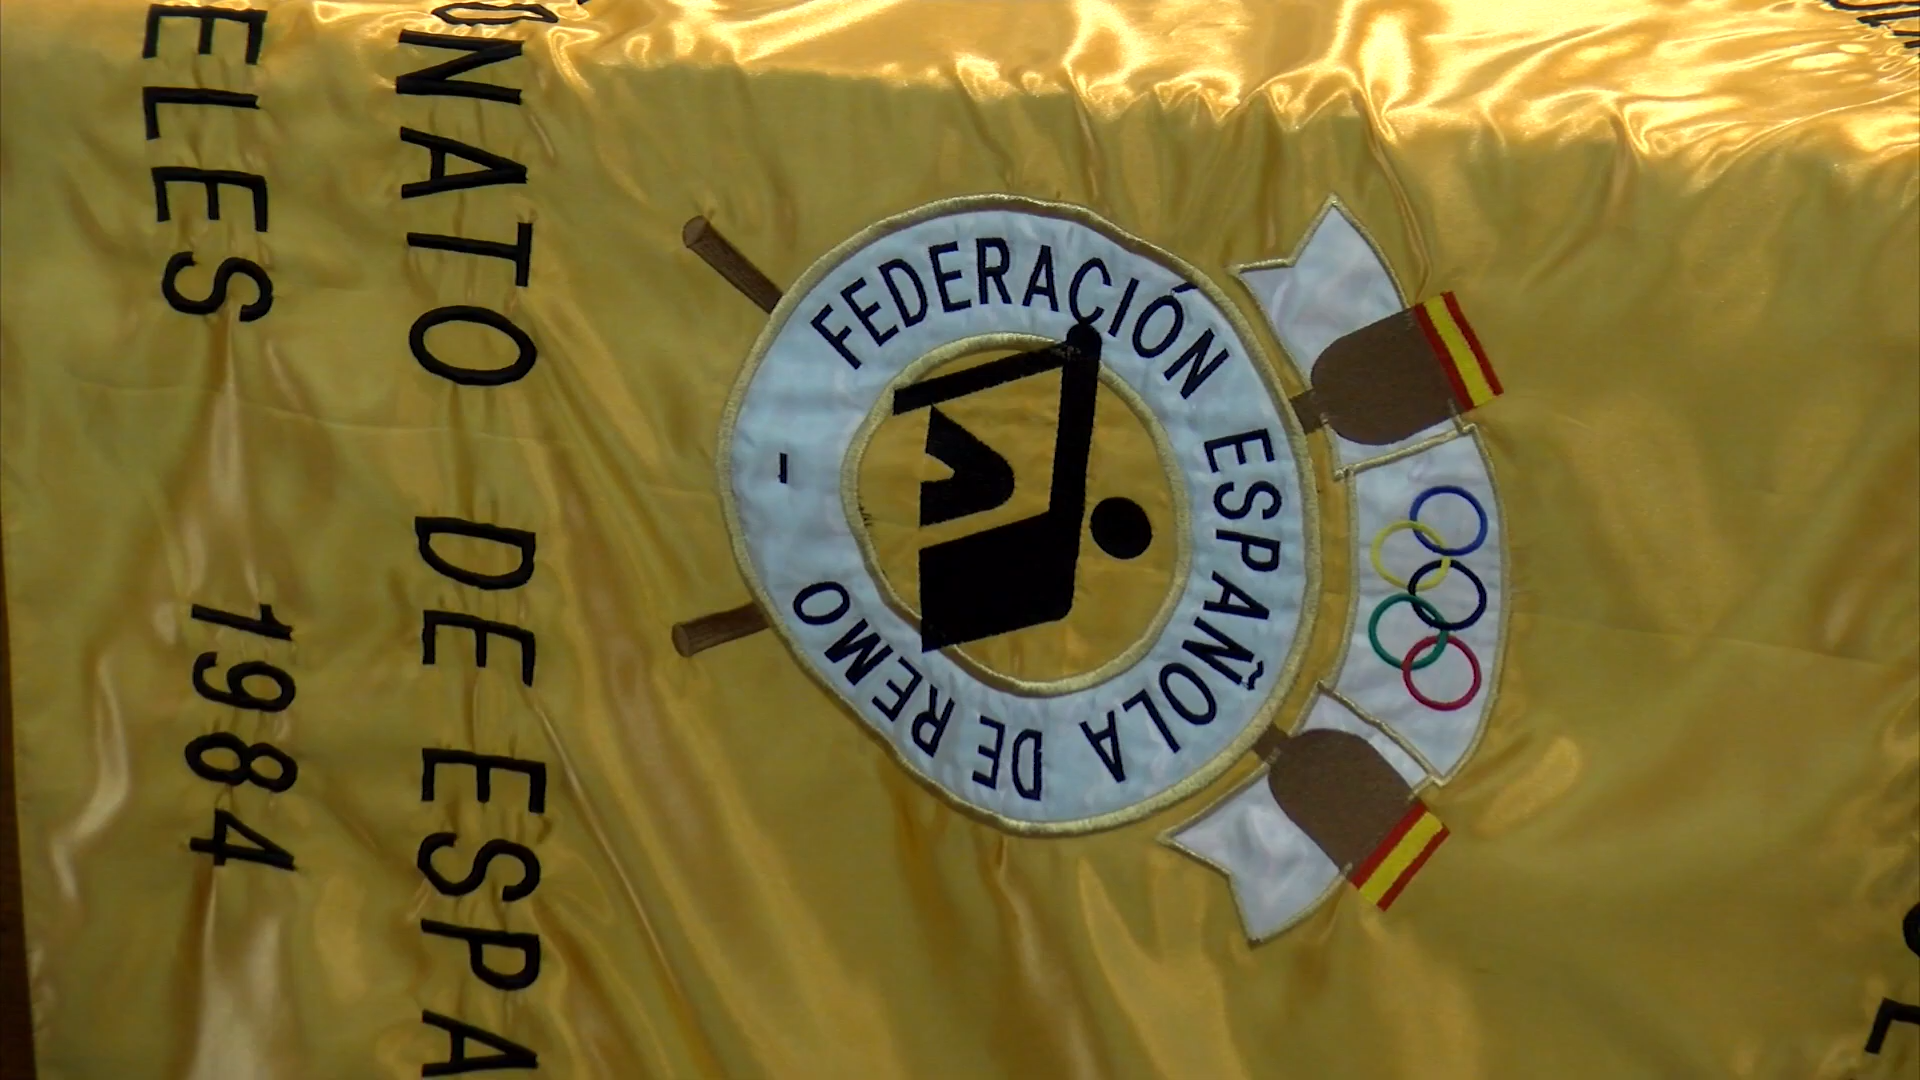 FEDERACIÓN ESPAÑOLA DE REMO -
ONATO DE ESPA
ELES 1984